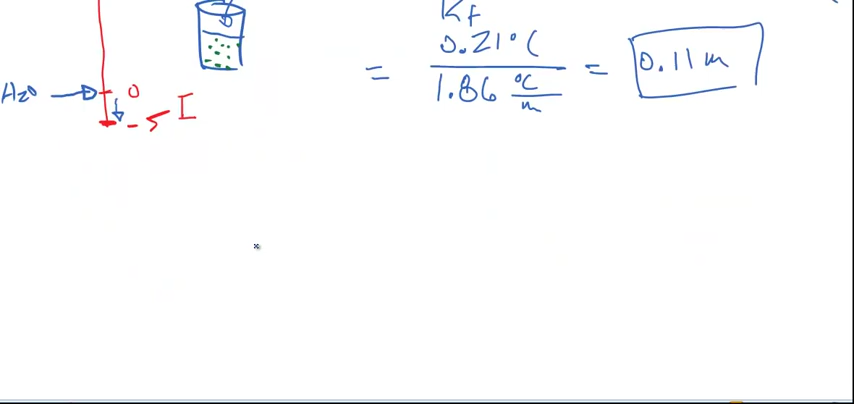 Kf
= 0.21°C / 1.86 °C/m = 0.11 m
H2O
0
-5 I